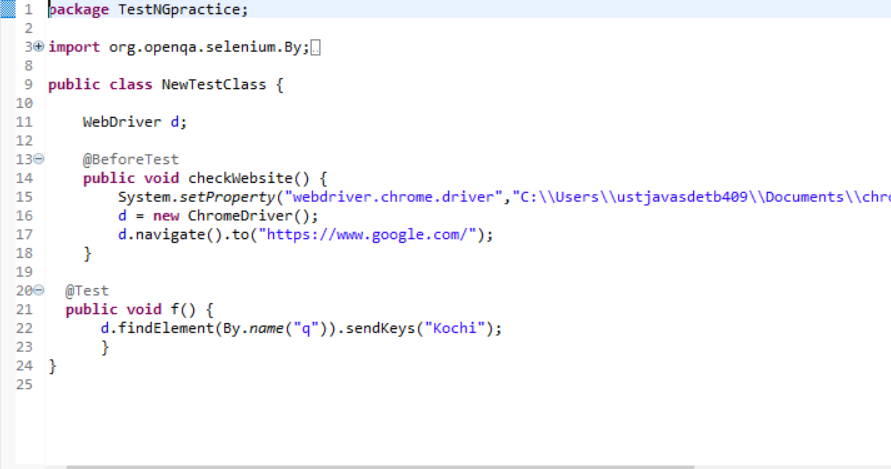 1 package TestNGpractice;
2
3 import org.openqa.selenium.By;
8
9 public class NewTestClass {
10
11 WebDriver d;
12
13 @BeforeTest
14 public void checkWebsite() {
15 System.setProperty("webdriver.chrome.driver","C:\\Users\\ustjavasdetb409\\Documents\\chro
16 d = new ChromeDriver();
17 d.navigate().to("https://www.google.com/");
18 }
19
20 @Test
21 public void f() {
22 d.findElement(By.name("q")).sendKeys("Kochi");
23 }
24 }
25